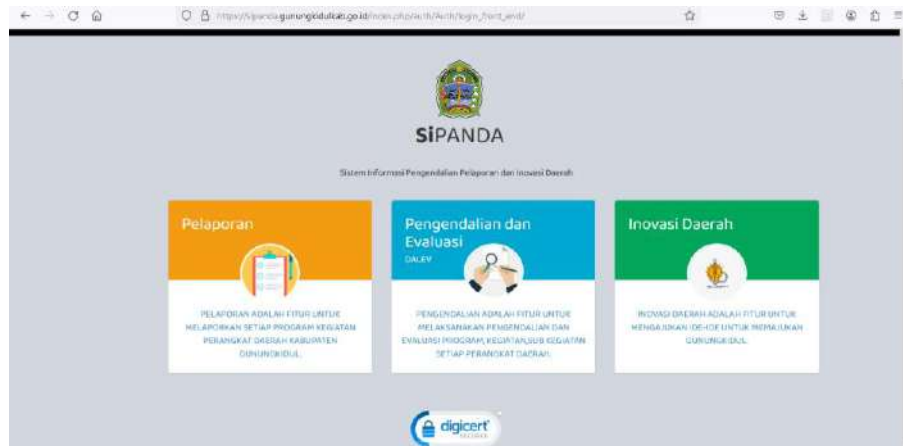 https://sipanda.gunungkidulkab.go.id/index.php/auth/Auth/login_front_end/
SiPANDA
Sistem Informasi Pengendalian Pelaporan dan Inovasi Daerah
Pelaporan
PELAPORAN ADALAH FITUR UNTUK
MELAPORKAN SETIAP PROGRAM KEGIATAN
PERANGKAT DAERAH KABUPATEN
GUNUNGKIDUL.
Pengendalian dan
Evaluasi
DALEV
PENGENDALIAN ADALAH FITUR UNTUK
MELAKSANAKAN PENGENDALIAN DAN
EVALUASI PROGRAM, KEGIATAN,SUB KEGIATAN
SETIAP PERANGKAT DAERAH.
Inovasi Daerah
INOVASI DAERAH ADALAH FITUR UNTUK
MENGAJUKAN IDE-IDE UNTUK MEMAJUKAN
GUNUNGKIDUL.
digicert